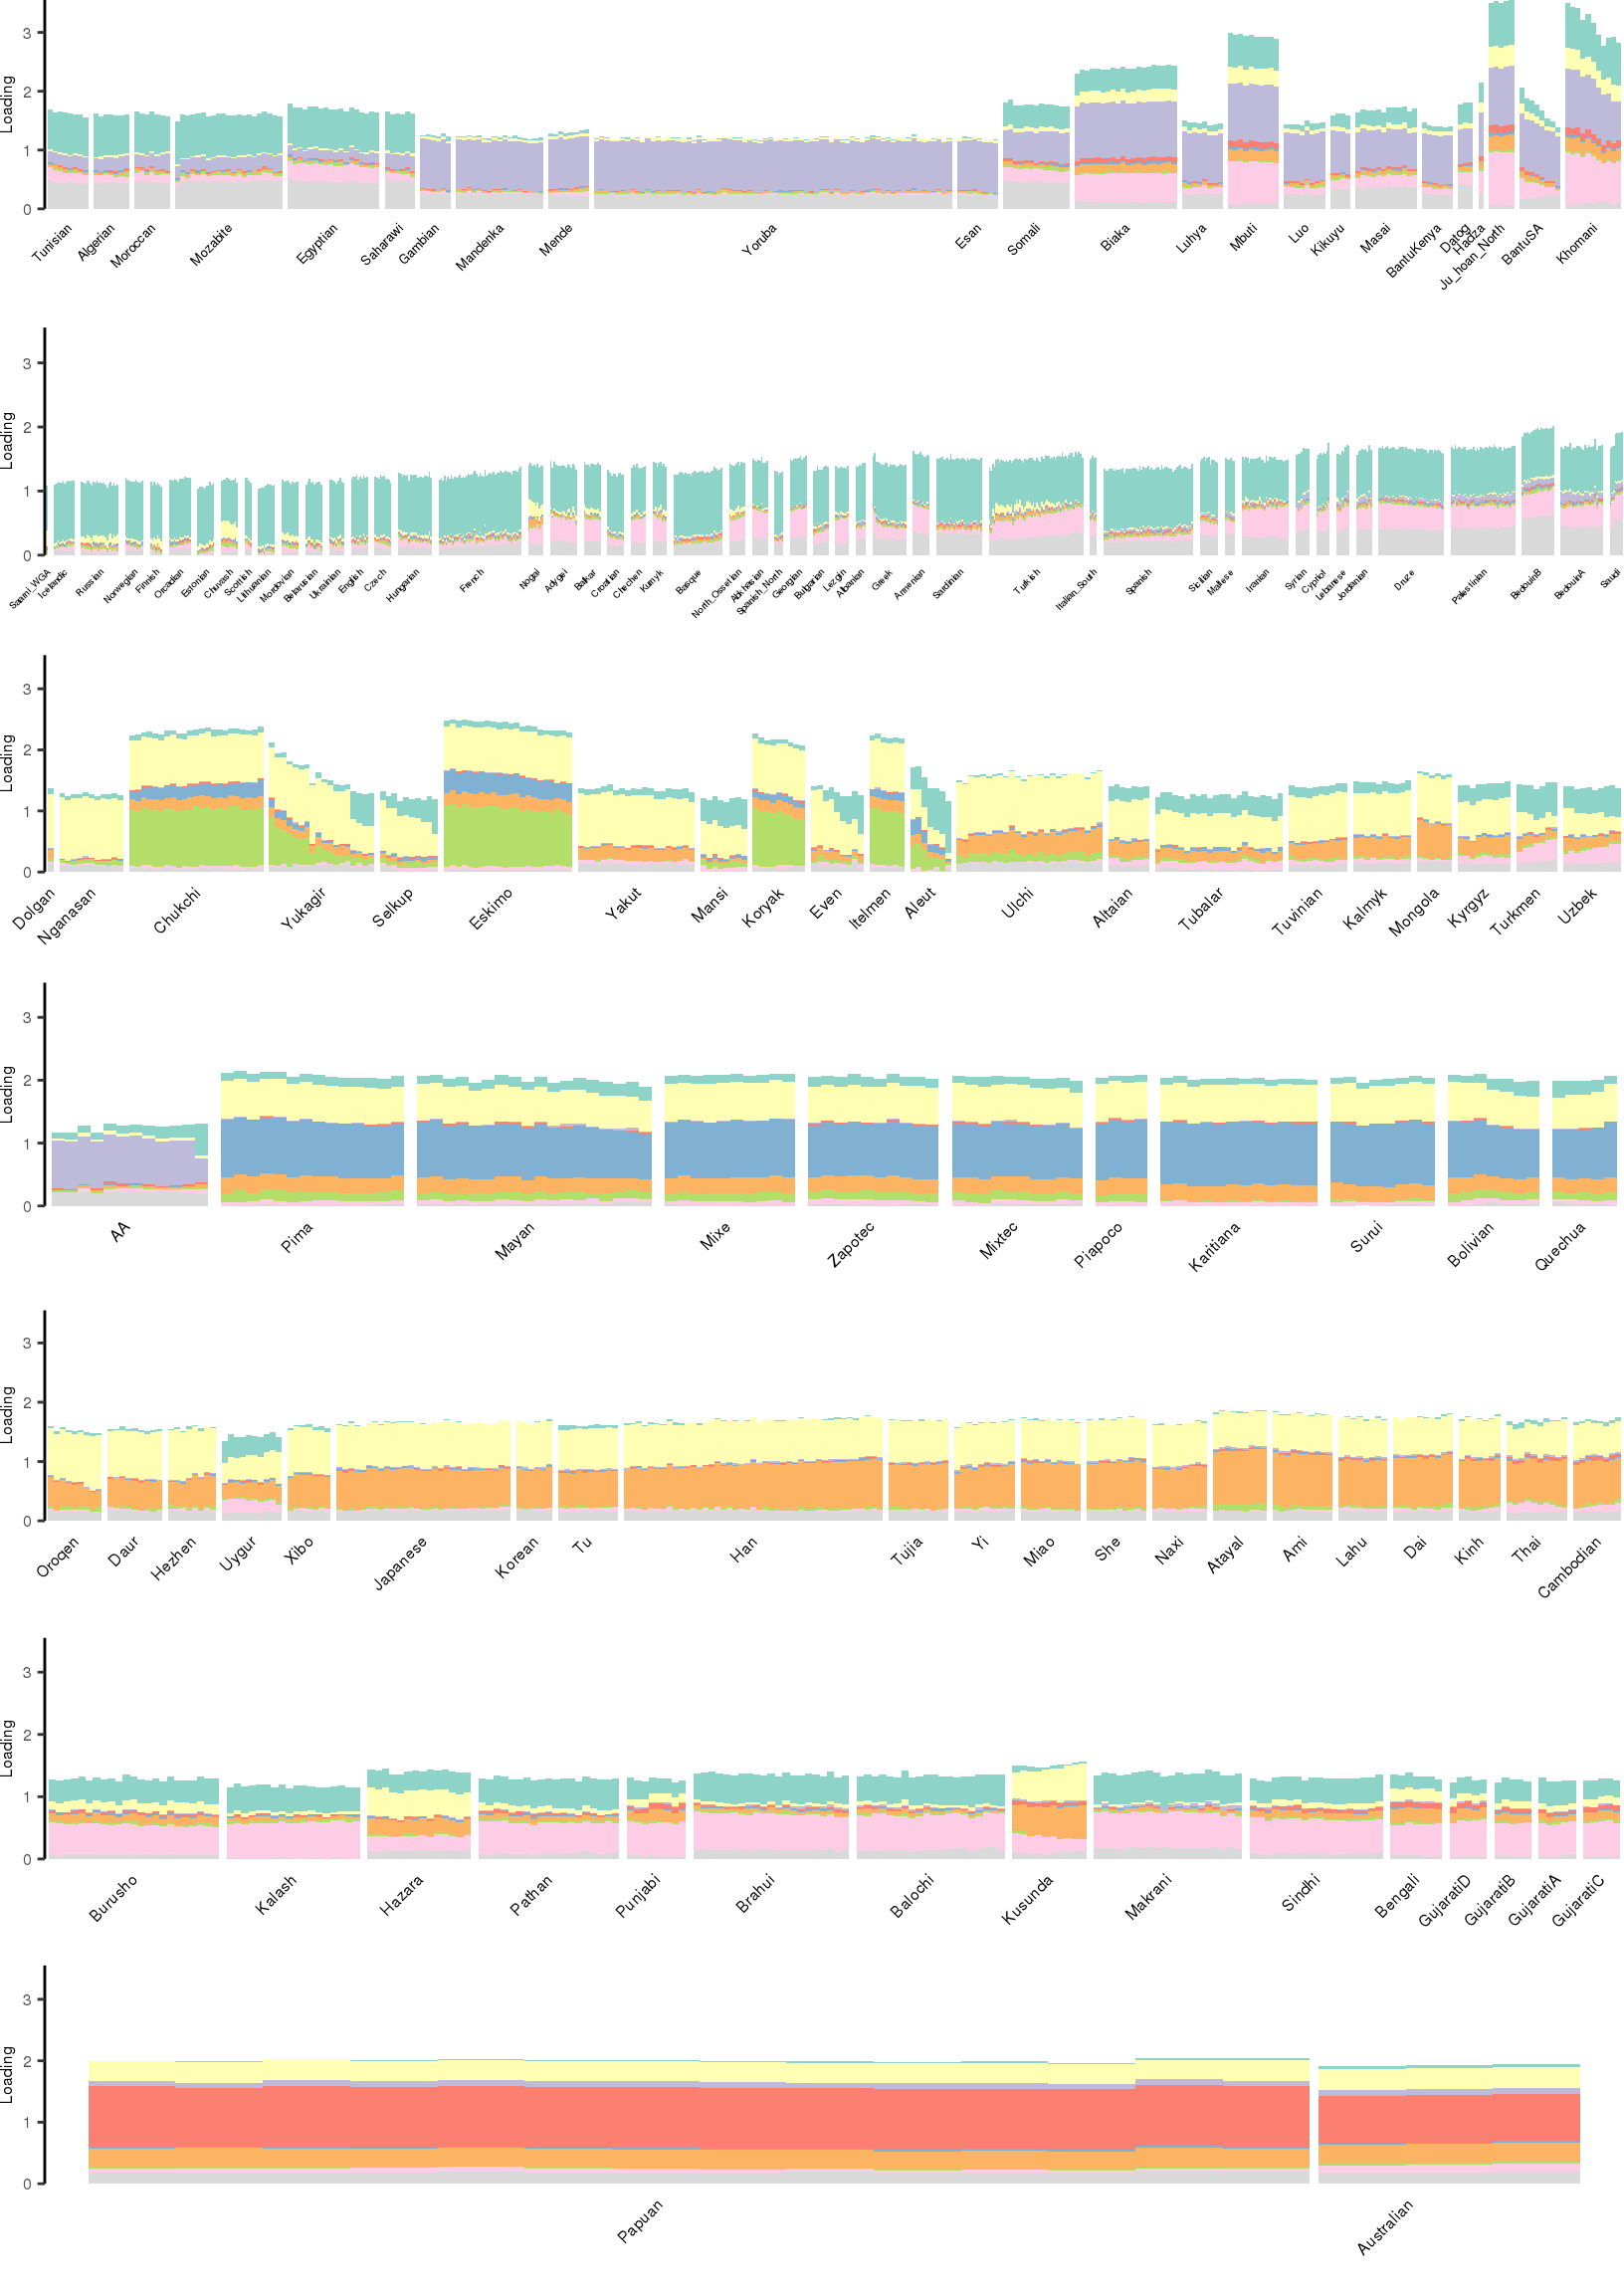 3
2
1
0
Loading
Tunisian
Algerian
Moroccan
Mozabite
Egyptian
Saharawi
Gambian
Mandenka
Mende
Yoruba
Esan
Somali
Biaka
Luhya
Mbuti
Luo
Kikuyu
Masai
BantuKenya
Datog
Hadza
Ju_hoan_North
BantuSA
Khomani
3
2
1
0
Loading
Saami_WGA
Icelandic
Russian
Norwegian
Finnish
Orcadian
Estonian
Chuvash
Scottish
Lithuanian
Mordovian
Belarusian
Ukrainian
English
Czech
Hungarian
French
Nogai
Adygei
Balkar
Croatian
Chechen
Kumyk
Basque
North_Ossetian
Abkhasian
Spanish_North
Georgian
Bulgarian
Lezgin
Albanian
Greek
Armenian
Sardinian
Turkish
Italian_South
Spanish
Sicilian
Maltese
Iranian
Syrian
Cypriot
Lebanese
Jordanian
Druze
Palestinian
BedouinB
BedouinA
Saudi
3
2
1
0
Loading
Dolgan
Nganasan
Chukchi
Yukagir
Selkup
Eskimo
Yakut
Mansi
Koryak
Even
Itelmen
Aleut
Ulchi
Altaian
Tubalar
Tuvinian
Kalmyk
Mongola
Kyrgyz
Turkmen
Uzbek
3
2
1
0
Loading
AA
Pima
Mayan
Mixe
Zapotec
Mixtec
Piapoco
Karitiana
Surui
Bolivian
Quechua
3
2
1
0
Loading
Oroqen
Daur
Hezhen
Uygur
Xibo
Japanese
Korean
Tu
Han
Tujia
Yi
Miao
She
Naxi
Atayal
Ami
Lahu
Dai
Kinh
Thai
Cambodian
3
2
1
0
Loading
Burusho
Kalash
Hazara
Pathan
Punjabi
Brahui
Balochi
Kusunda
Makrani
Sindhi
Bengali
GujaratiD
GujaratiB
GujaratiA
GujaratiC
3
2
1
0
Loading
Papuan
Australian